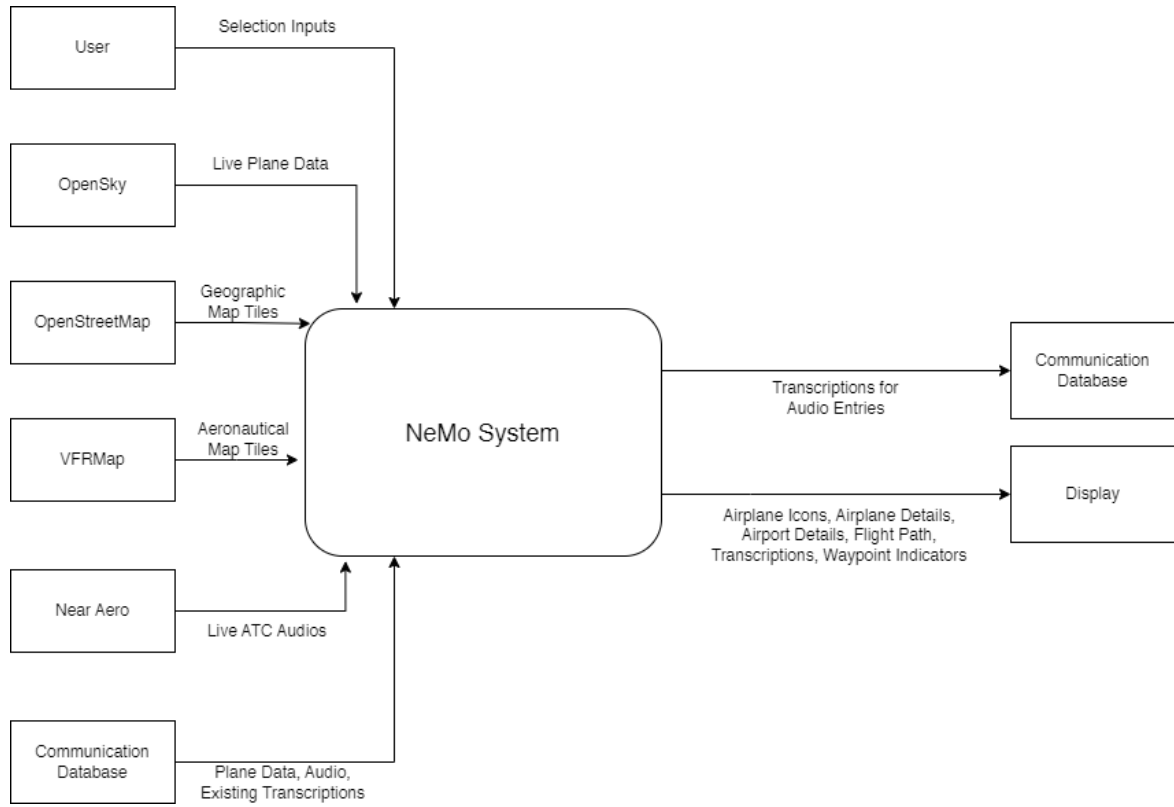 User
Selection Inputs
OpenSky
Live Plane Data
OpenStreetMap
Geographic
Map Tiles
VFRMap
Aeronautical
Map Tiles
Near Aero
Live ATC Audios
Communication
Database
Plane Data, Audio,
Existing Transcriptions
NeMo System
Transcriptions for
Audio Entries
Communication
Database
Airplane Icons, Airplane Details,
Airport Details, Flight Path,
Transcriptions, Waypoint Indicators
Display